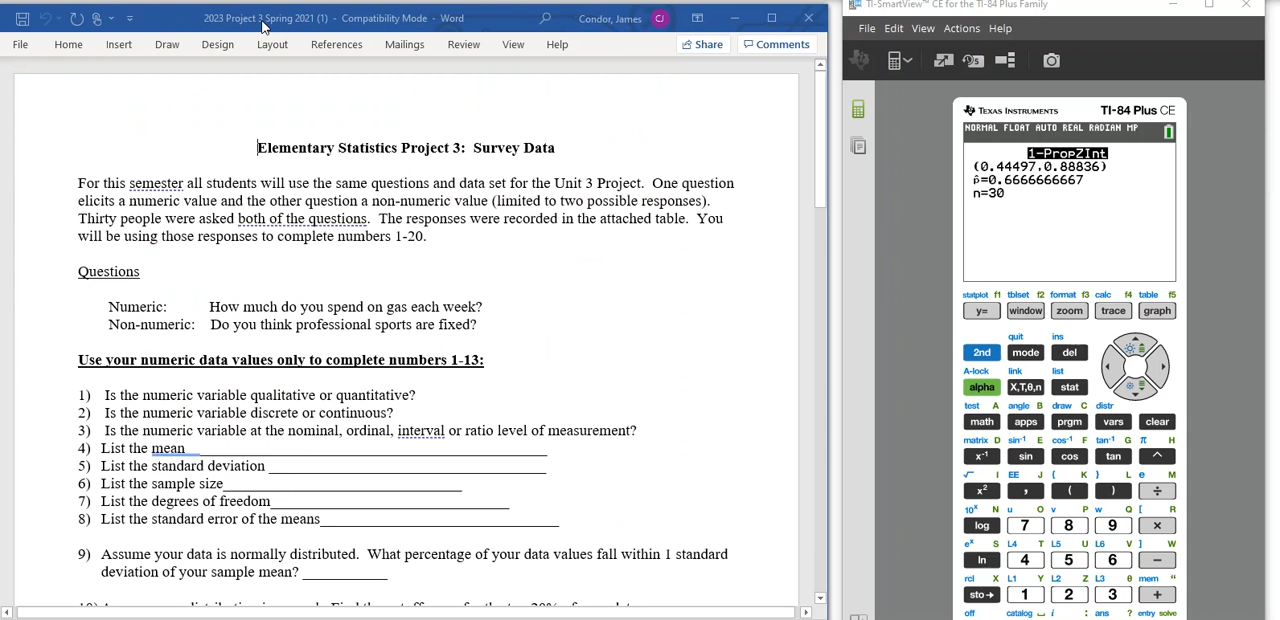 2023 Project 3 Spring 2021 (1) - Compatibility Mode - Word
Condor, James CJ
File Home Insert Draw Design Layout References Mailings Review View Help Share Comments
Elementary Statistics Project 3: Survey Data
For this semester all students will use the same questions and data set for the Unit 3 Project. One question
elicits a numeric value and the other question a non-numeric value (limited to two possible responses).
Thirty people were asked both of the questions. The responses were recorded in the attached table. You
will be using those responses to complete numbers 1-20.
Questions
Numeric: How much do you spend on gas each week?
Non-numeric: Do you think professional sports are fixed?
Use your numeric data values only to complete numbers 1-13:
1) Is the numeric variable qualitative or quantitative?
2) Is the numeric variable discrete or continuous?
3) Is the numeric variable at the nominal, ordinal, interval or ratio level of measurement?
4) List the mean
5) List the standard deviation
6) List the sample size
7) List the degrees of freedom
8) List the standard error of the means
9) Assume your data is normally distributed. What percentage of your data values fall within 1 standard
deviation of your sample mean?
TI-SmartView™ CE for the TI-84 Plus Family
File Edit View Actions Help
TEXAS INSTRUMENTS TI-84 Plus CE
NORMAL FLOAT AUTO REAL RADIAN MP
1-PropZInt
(0.44497,0.88836)
p̂=0.6666666667
n=30
statplot f1 tblset f2 format f3 calc f4 table f5
y= window zoom trace graph
quit ins
2nd mode del
A-lock link list
alpha X,T,θ,n stat
test A angle B draw C distr
math apps prgm vars clear
matrix D sin⁻¹ E cos⁻¹ F tan⁻¹ G π H
x⁻¹ sin cos tan ^
√ I EE J { K } L e M
x² , ( ) ÷
10ˣ N u O v P w Q [ R
log 7 8 9 ×
eˣ S L4 T L5 U L6 V ] W
ln 4 5 6 −
rcl X L1 Y L2 Z L3 θ mem "
sto→ 1 2 3 +
off catalog i : ans ? entry solve